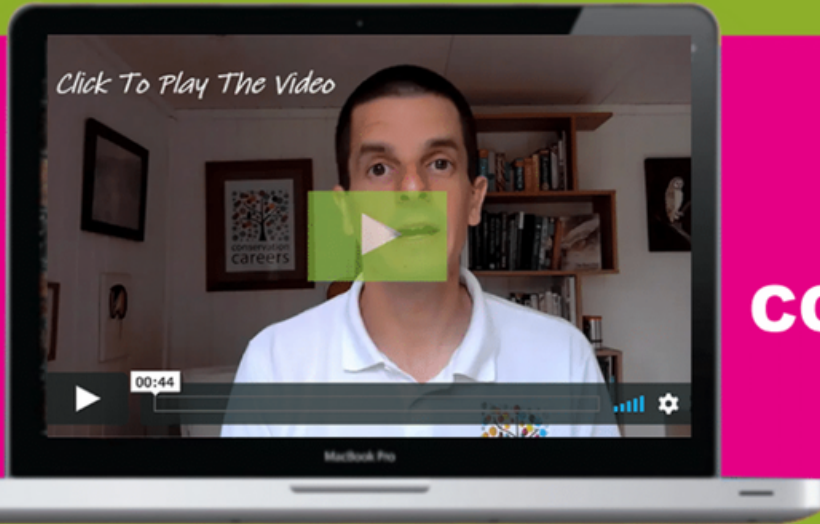 Click To Play The Video
conservation
careers
00:44
co
MacBook Pro